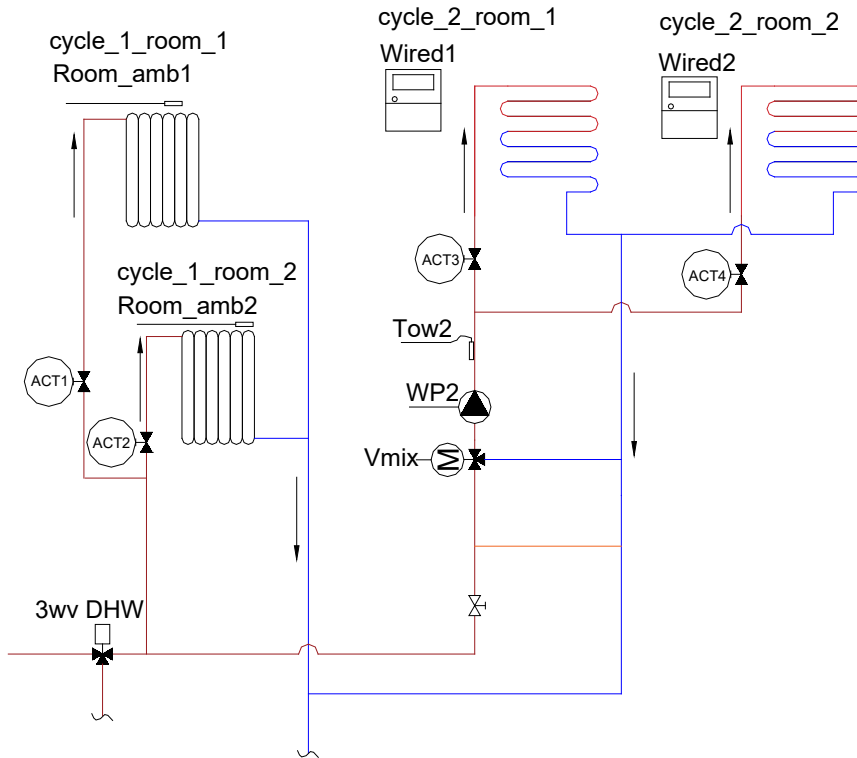 cycle_1_room_1
Room_amb1
cycle_2_room_1
Wired1
cycle_2_room_2
Wired2
cycle_1_room_2
Room_amb2
ACT3
ACT4
Tow2
ACT1
WP2
ACT2
Vmix
M
3wv DHW